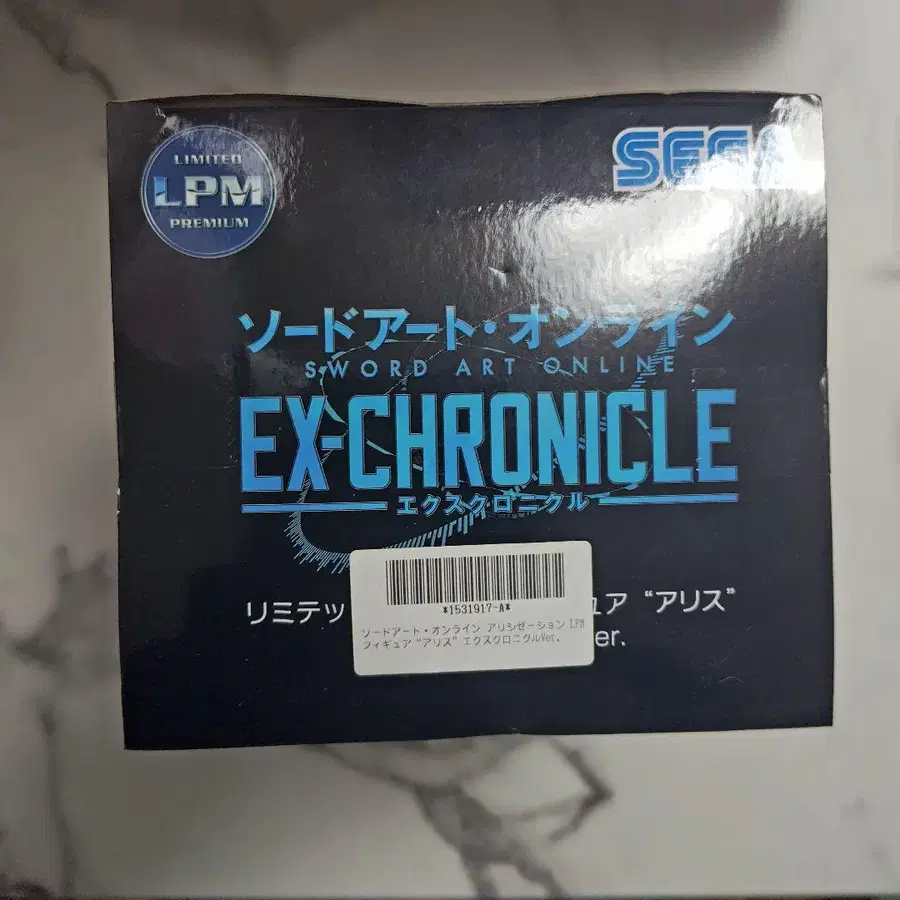 LIMITED
LPM
PREMIUM
SEGA
ソードアート・オンライン
SWORD ART ONLINE
EX-CHRONICLE
エクスクロニクル
*1531917-A*
リミテッ
ュア “アリス”
ソードアート・オンライン アリシゼーション LPM
フィギュア“アリス”エクスクロニクルVer.
er.